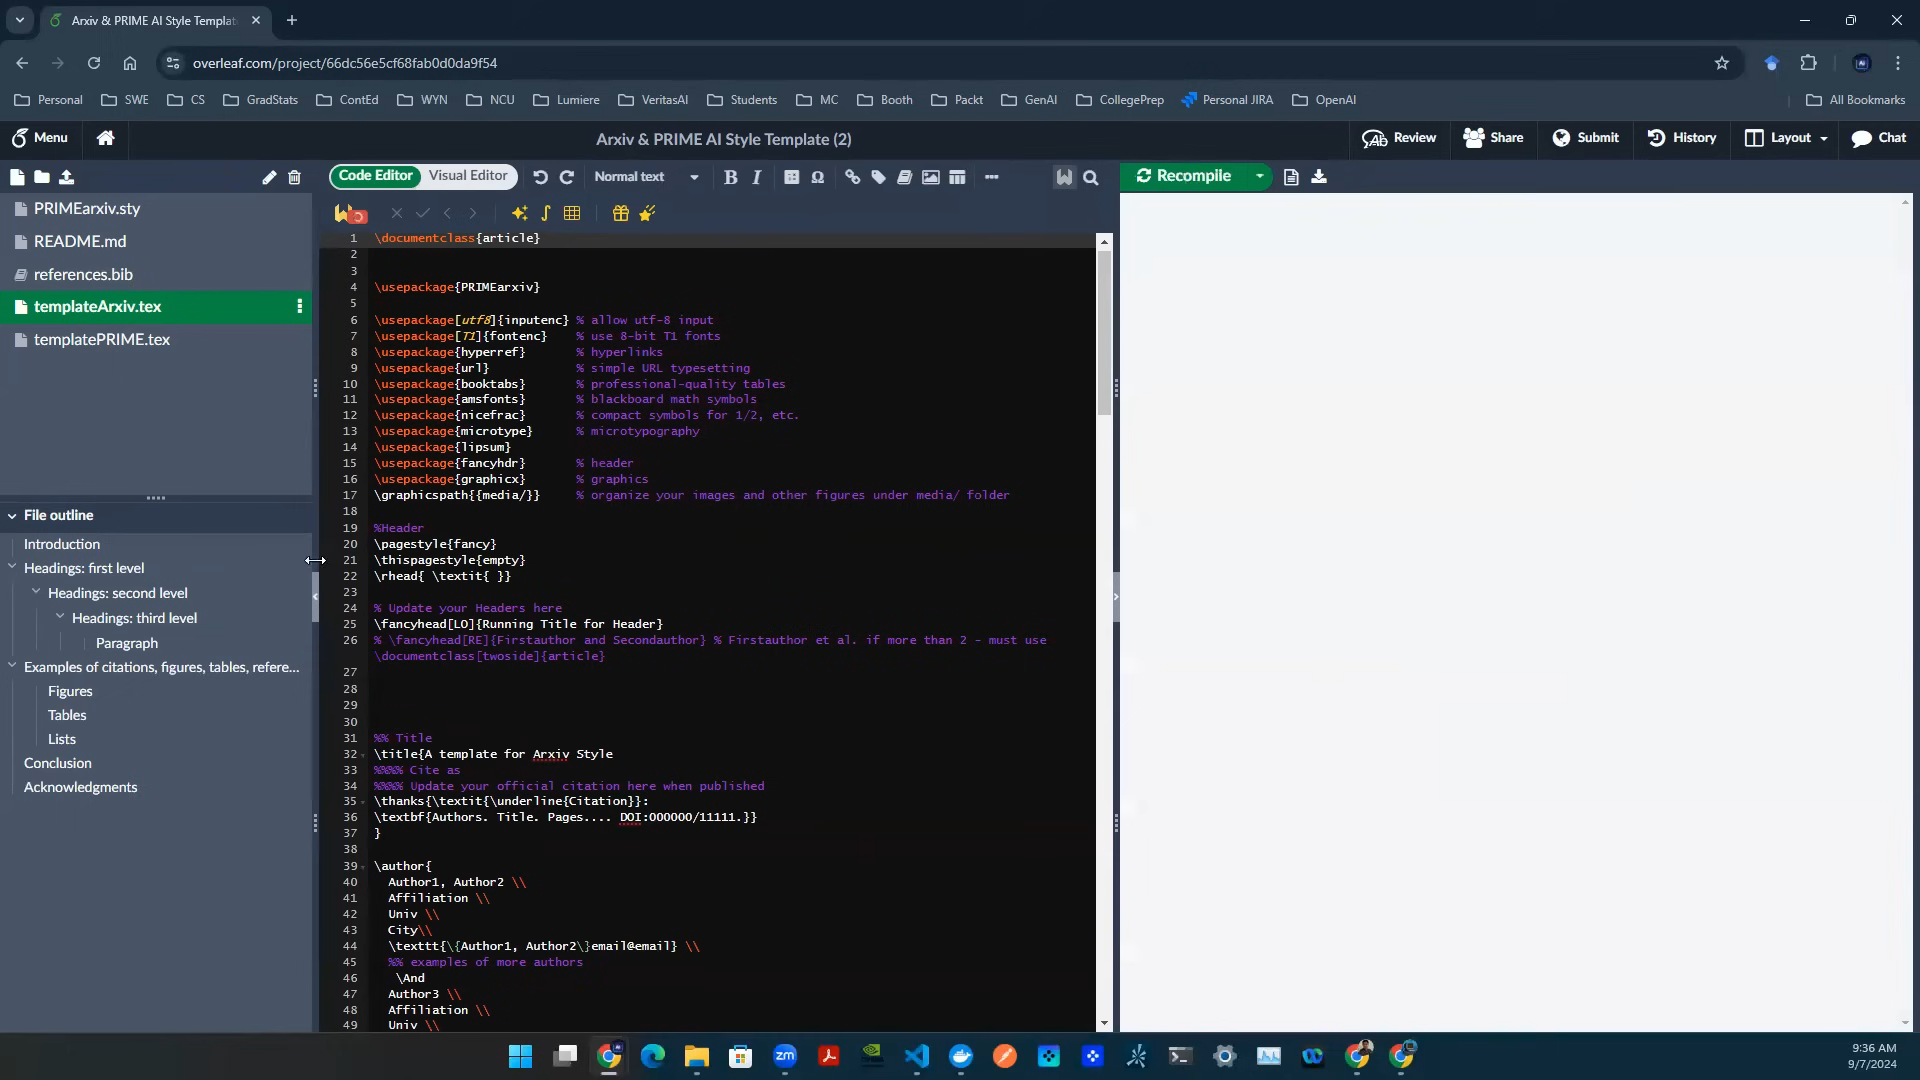 Arxiv & PRIME AI Style Templat
overleaf.com/project/66dc56e5cf68fab0d0da9f54
Personal SWE CS GradStats ContEd WYN NCU Lumiere VeritasAI Students MC Booth Packt GenAI CollegePrep Personal JIRA OpenAI All Bookmarks
Menu Arxiv & PRIME AI Style Template (2) Review Share Submit History Layout Chat
Code Editor Visual Editor Normal text B I Ω Recompile
PRIMEarxiv.sty
README.md
references.bib
templateArxiv.tex
templatePRIME.tex
File outline
Introduction
Headings: first level
Headings: second level
Headings: third level
Paragraph
Examples of citations, figures, tables, refere...
Figures
Tables
Lists
Conclusion
Acknowledgments
1 \documentclass{article}
2
3
4 \usepackage{PRIMEarxiv}
5
6 \usepackage[utf8]{inputenc} % allow utf-8 input
7 \usepackage[T1]{fontenc} % use 8-bit T1 fonts
8 \usepackage{hyperref} % hyperlinks
9 \usepackage{url} % simple URL typesetting
10 \usepackage{booktabs} % professional-quality tables
11 \usepackage{amsfonts} % blackboard math symbols
12 \usepackage{nicefrac} % compact symbols for 1/2, etc.
13 \usepackage{microtype} % microtypography
14 \usepackage{lipsum}
15 \usepackage{fancyhdr} % header
16 \usepackage{graphicx} % graphics
17 \graphicspath{{media/}} % organize your images and other figures under media/ folder
18
19 %Header
20 \pagestyle{fancy}
21 \thispagestyle{empty}
22 \rhead{ \textit{ }}
23
24 % Update your Headers here
25 \fancyhead[LO]{Running Title for Header}
26 % \fancyhead[RE]{Firstauthor and Secondauthor} % Firstauthor et al. if more than 2 - must use
\documentclass[twoside]{article}
27
28
29
30
31 %% Title
32 \title{A template for Arxiv Style
33 %%%% Cite as
34 %%%% Update your official citation here when published
35 \thanks{\textit{\underline{Citation}}:
36 \textbf{Authors. Title. Pages.... DOI:000000/11111.}}
37 }
38
39 \author{
40 Author1, Author2 \\
41 Affiliation \\
42 Univ \\
43 City\\
44 \texttt{\{Author1, Author2\}email@email} \\
45 %% examples of more authors
46 \And
47 Author3 \\
48 Affiliation \\
49 Univ \\
zm
9:36 AM
9/7/2024